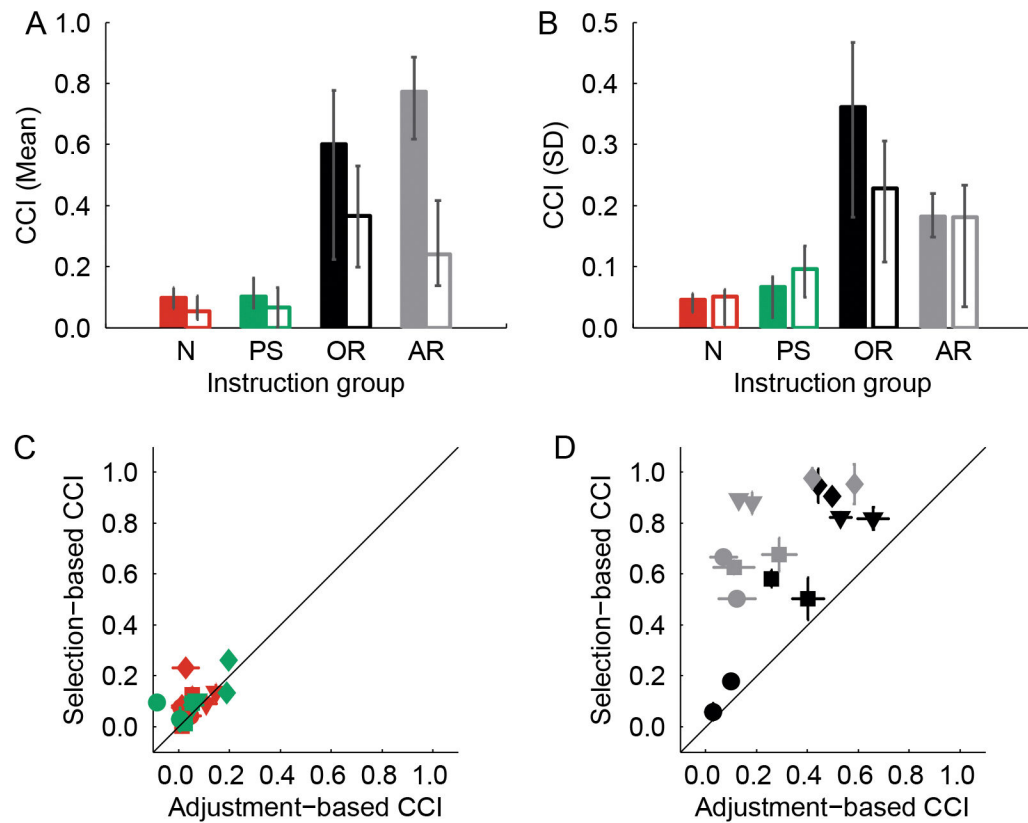 A
CCI (Mean)
1.0
0.8
0.6
0.4
0.2
0.0
N PS OR AR
Instruction group
B
CCI (SD)
0.5
0.4
0.3
0.2
0.1
0.0
N PS OR AR
Instruction group
C
Selection−based CCI
1.0
0.8
0.6
0.4
0.2
0.0
0.0 0.2 0.4 0.6 0.8 1.0
Adjustment−based CCI
D
Selection−based CCI
1.0
0.8
0.6
0.4
0.2
0.0
0.0 0.2 0.4 0.6 0.8 1.0
Adjustment−based CCI